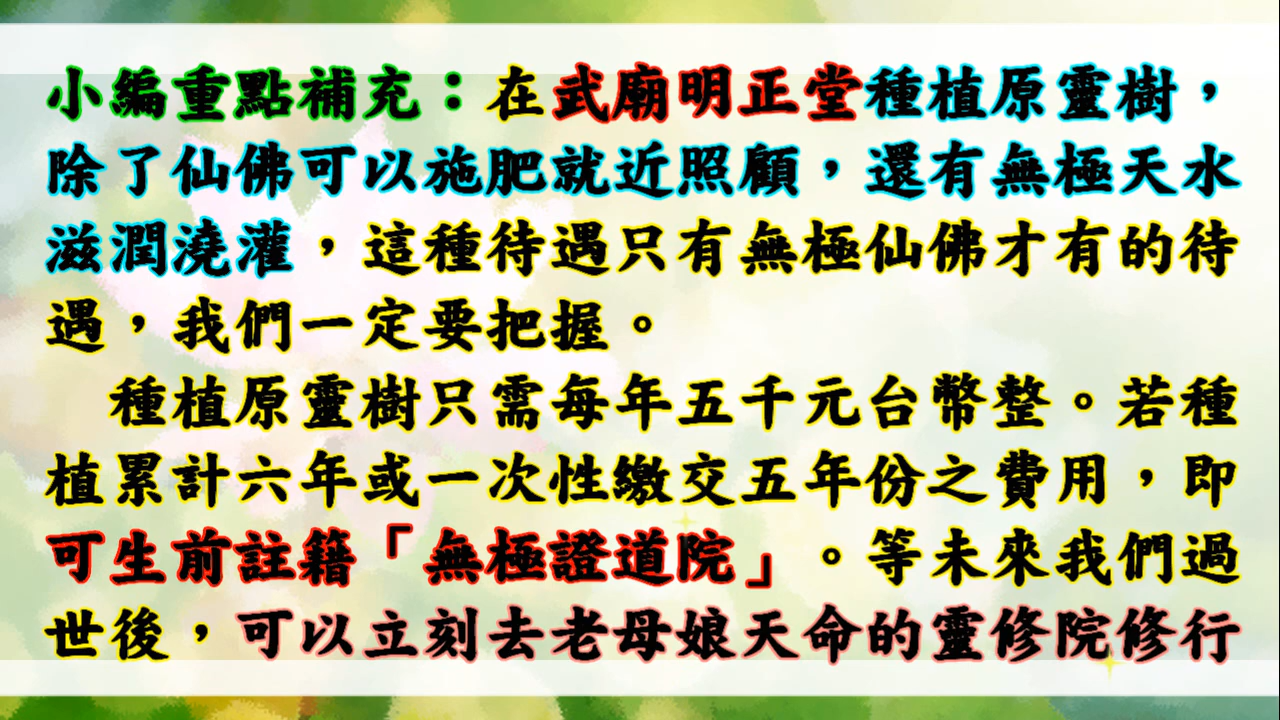 小編重點補充：在武廟明正堂種植原靈樹，
除了仙佛可以施肥就近照顧，還有無極天水
滋潤澆灌，這種待遇只有無極仙佛才有的待
遇，我們一定要把握。
種植原靈樹只需每年五千元台幣整。若種
植累計六年或一次性繳交五年份之費用，即
可生前註籍「無極證道院」。等未來我們過
世後，可以立刻去老母娘天命的靈修院修行